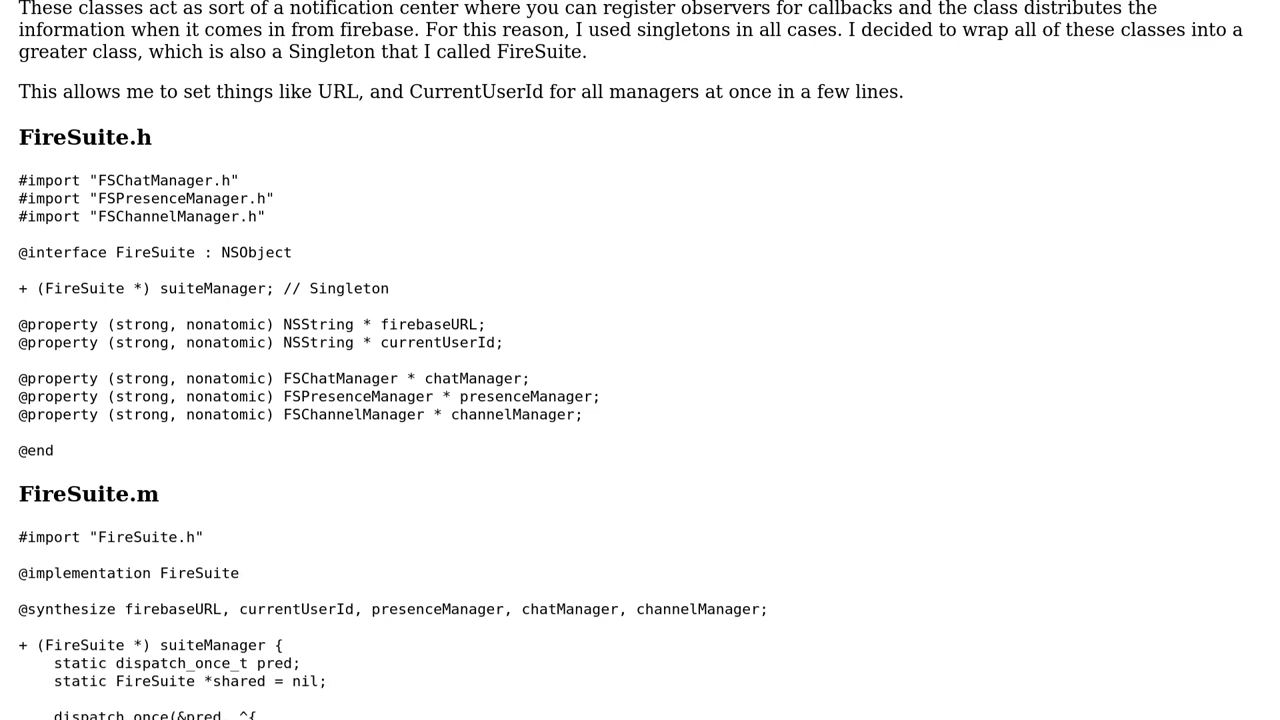 These classes act as sort of a notification center where you can register observers for callbacks and the class distributes the
information when it comes in from firebase. For this reason, I used singletons in all cases. I decided to wrap all of these classes into a
greater class, which is also a Singleton that I called FireSuite.
This allows me to set things like URL, and CurrentUserId for all managers at once in a few lines.
FireSuite.h
#import "FSChatManager.h"
#import "FSPresenceManager.h"
#import "FSChannelManager.h"
@interface FireSuite : NSObject
+ (FireSuite *) suiteManager; // Singleton
@property (strong, nonatomic) NSString * firebaseURL;
@property (strong, nonatomic) NSString * currentUserId;
@property (strong, nonatomic) FSChatManager * chatManager;
@property (strong, nonatomic) FSPresenceManager * presenceManager;
@property (strong, nonatomic) FSChannelManager * channelManager;
@end
FireSuite.m
#import "FireSuite.h"
@implementation FireSuite
@synthesize firebaseURL, currentUserId, presenceManager, chatManager, channelManager;
+ (FireSuite *) suiteManager {
    static dispatch_once_t pred;
    static FireSuite *shared = nil;
    dispatch_once(&pred, ^{